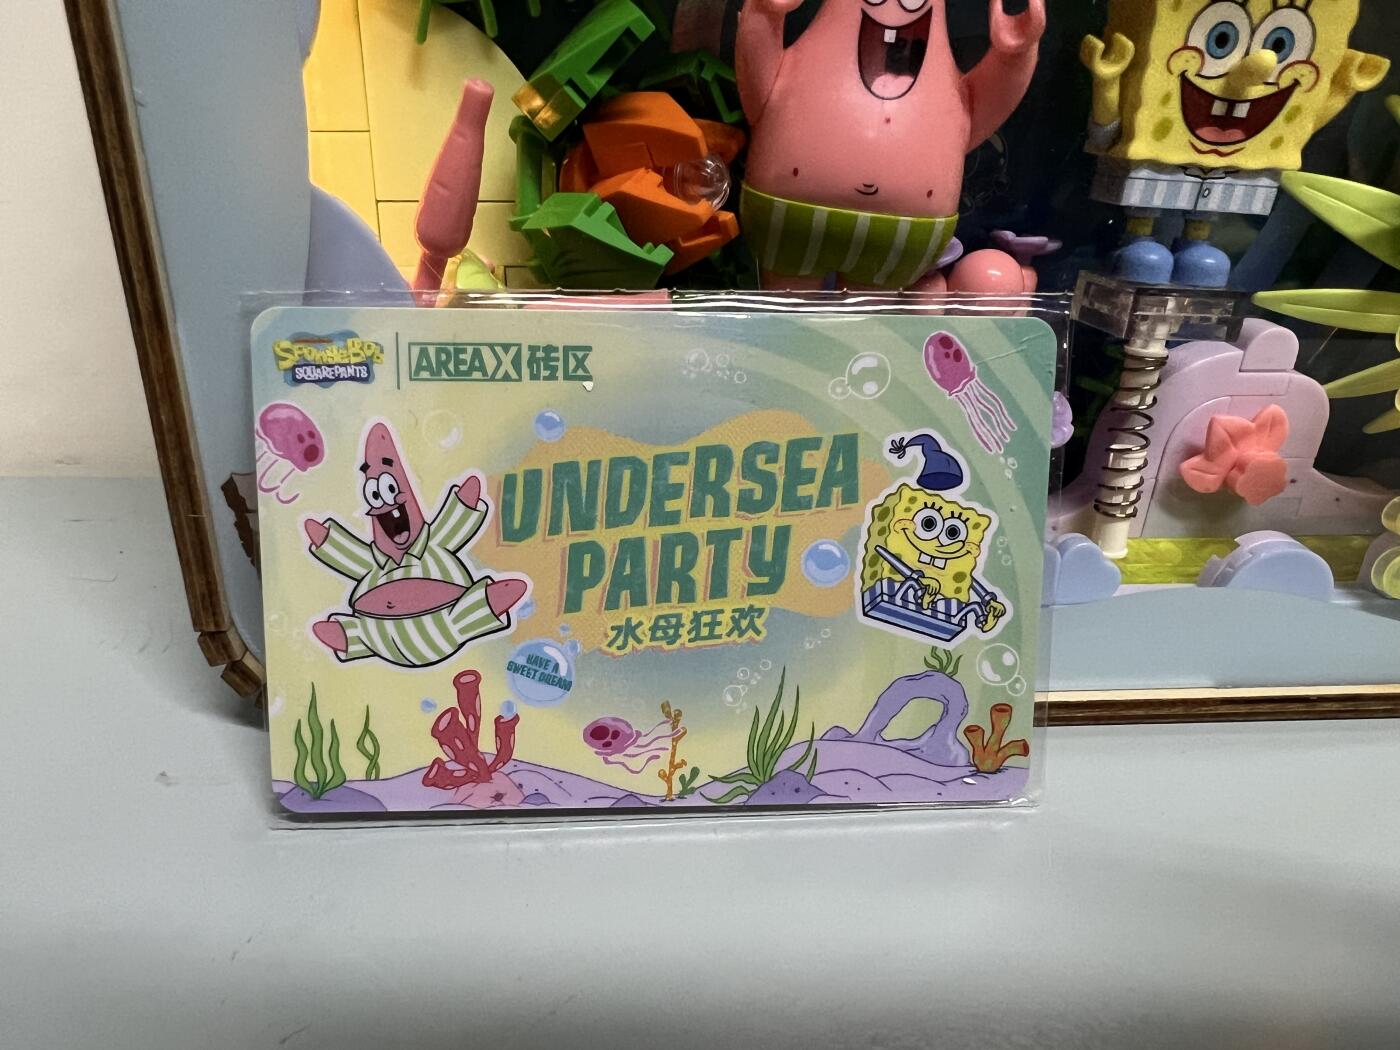 SPONGEBOB
SQUAREPANTS
AREAX 砖区
UNDERSEA
PARTY
水母狂欢
HAVE A
SWEET DREAM